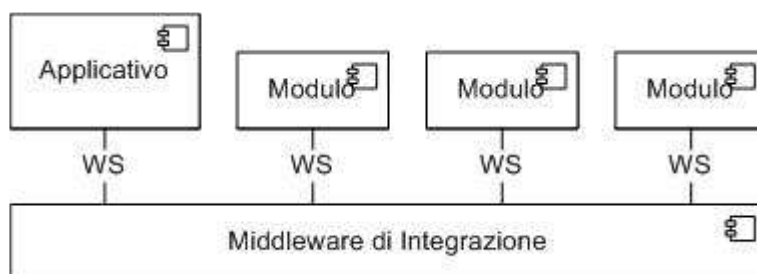 Applicativo
Modulo
Modulo
Modulo
WS
WS
WS
WS
Middleware di Integrazione